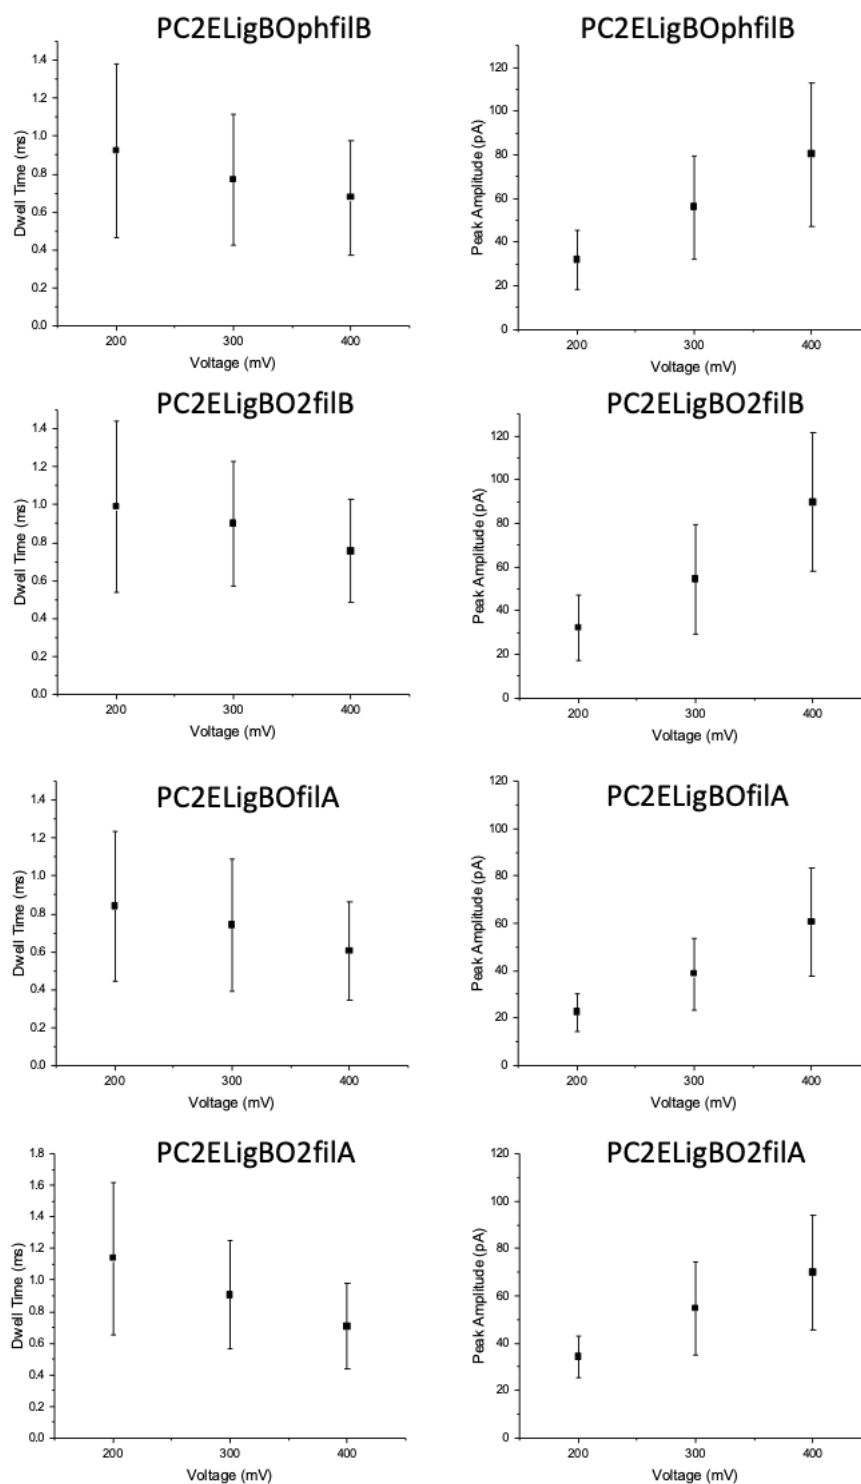 PC2ELigBOphfilB
1.4
1.2
1.0
0.8
0.6
0.4
0.2
0.0
Dwell Time (ms)
200 300 400
Voltage (mV)
PC2ELigBOphfilB
120
100
80
60
40
20
0
Peak Amplitude (pA)
200 300 400
Voltage (mV)
PC2ELigBO2filB
1.4
1.2
1.0
0.8
0.6
0.4
0.2
0.0
Dwell Time (ms)
200 300 400
Voltage (mV)
PC2ELigBO2filB
120
100
80
60
40
20
0
Peak Amplitude (pA)
200 300 400
Voltage (mV)
PC2ELigBOfilA
1.4
1.2
1.0
0.8
0.6
0.4
0.2
0.0
Dwell Time (ms)
200 300 400
Voltage (mV)
PC2ELigBOfilA
120
100
80
60
40
20
0
Peak Amplitude (pA)
200 300 400
Voltage (mV)
PC2ELigBO2filA
1.8
1.6
1.4
1.2
1.0
0.8
0.6
0.4
0.2
0.0
Dwell Time (ms)
200 300 400
Voltage (mV)
PC2ELigBO2filA
120
100
80
60
40
20
0
Peak Amplitude (pA)
200 300 400
Voltage (mV)